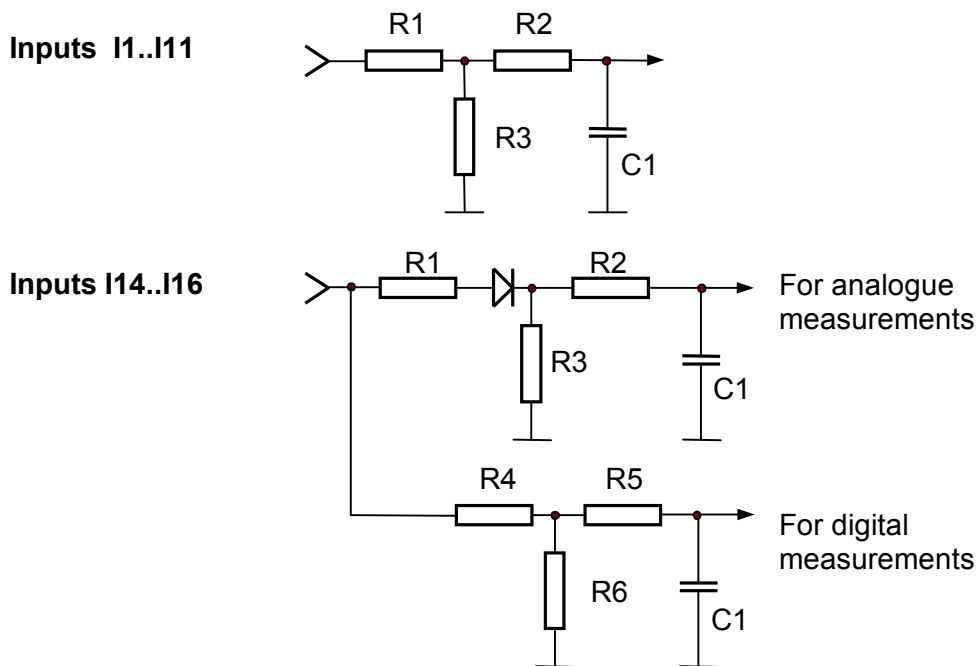 Inputs I1..I11
R1
R2
R3
C1
Inputs I14..I16
R1
R2
For analogue
measurements
R3
C1
R4
R5
For digital
measurements
R6
C1